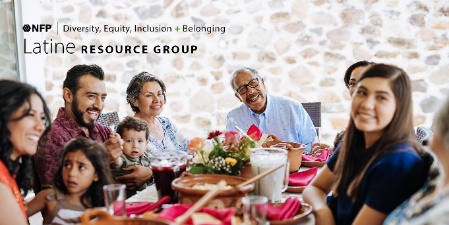 NFP | Diversity, Equity, Inclusion + Belonging
Latine RESOURCE GROUP